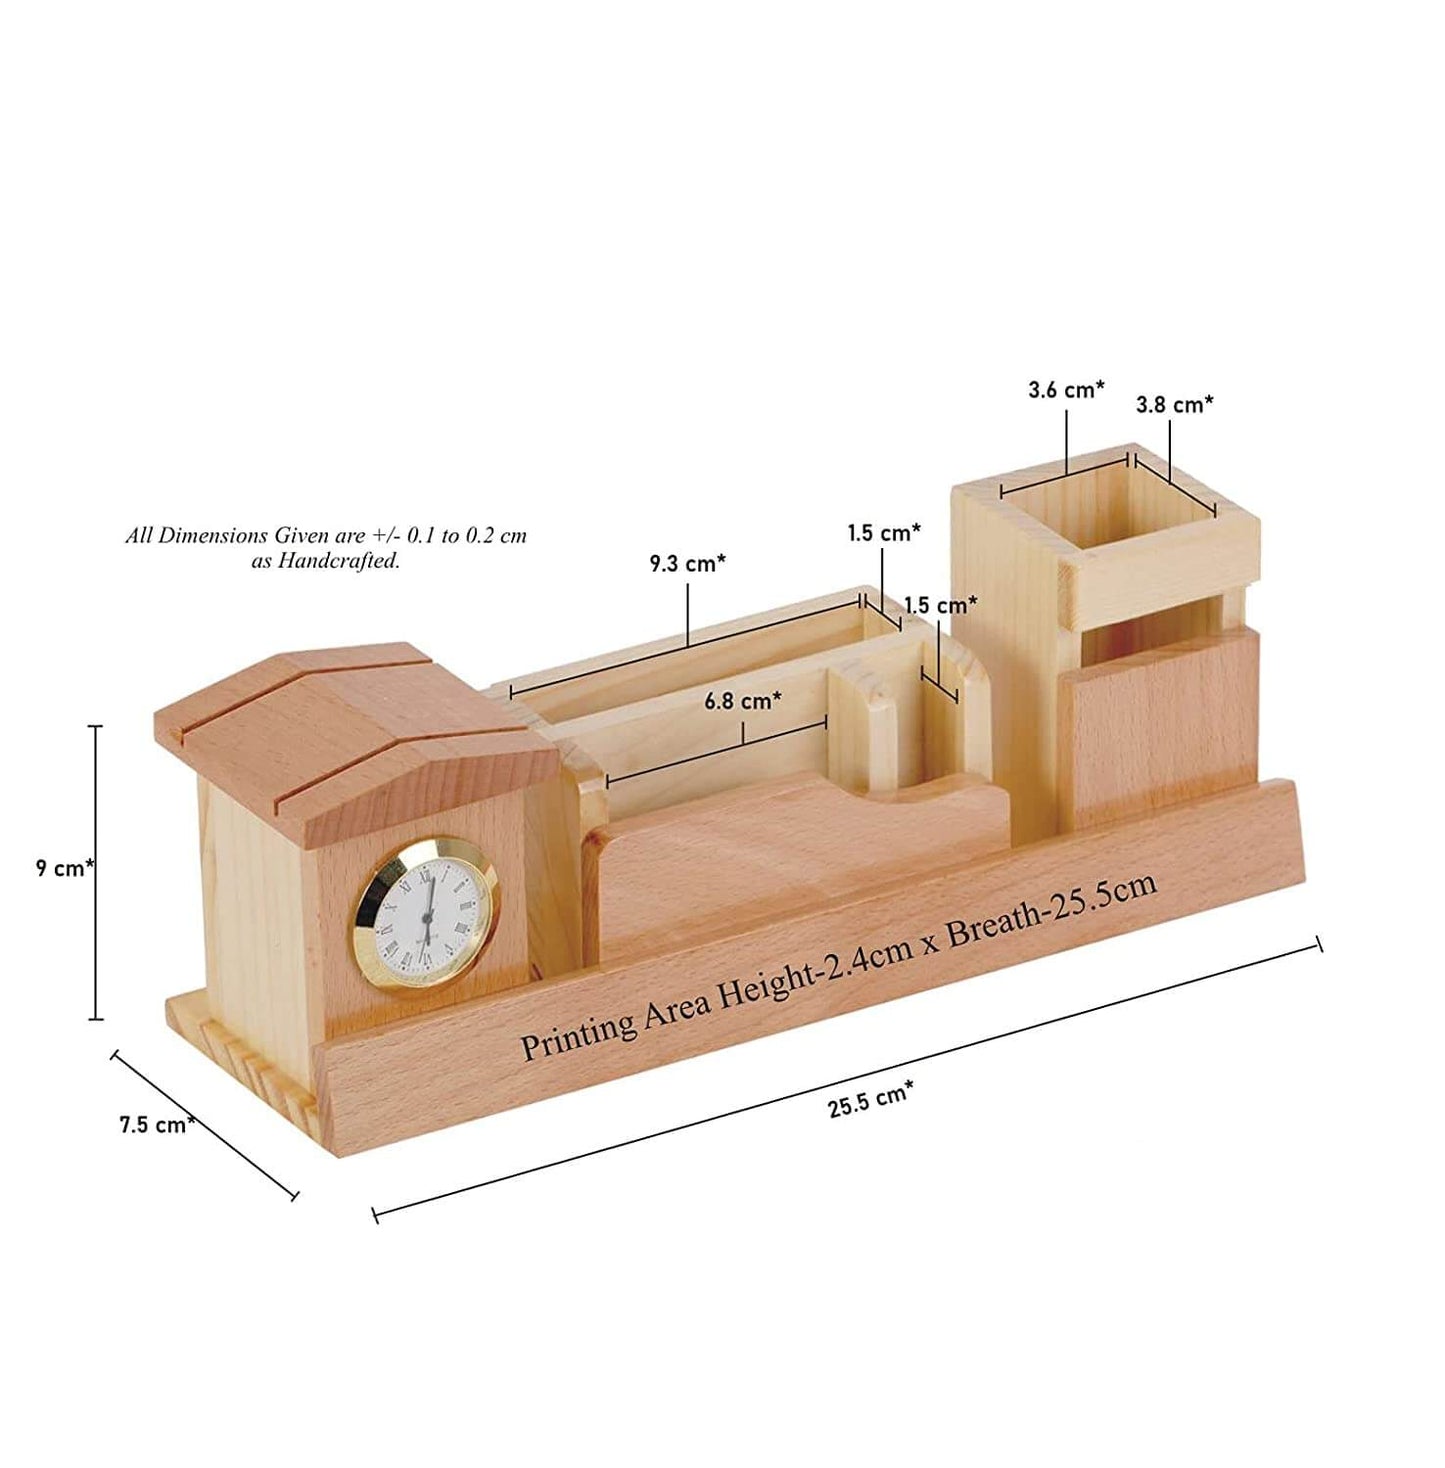 3.6 cm*
3.8 cm*
All Dimensions Given are +/- 0.1 to 0.2 cm
as Handcrafted.
1.5 cm*
9.3 cm*
1.5 cm*
6.8 cm*
9 cm*
XII
I
XI
X
Printing Area Height-2.4cm x Breath-25.5cm
25.5 cm*
7.5 cm*